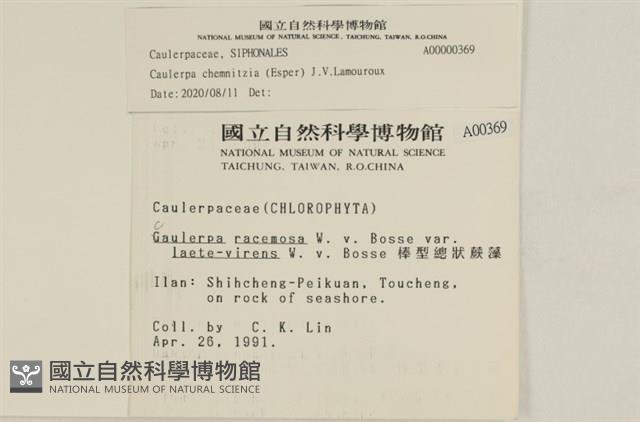 國立自然科學博物館
NATIONAL MUSEUM OF NATURAL SCIENCE, TAICHUNG, TAIWAN, R.O.CHINA
Caulerpaceae, SIPHONALES A00000369
Caulerpa chemnitzia (Esper) J.V.Lamouroux
Date:2020/08/11 Det:
國立自然科學博物館 A00369
NATIONAL MUSEUM OF NATURAL SCIENCE
TAICHUNG, TAIWAN, R.O.CHINA
Caulerpaceae(CHLOROPHYTA)
C
Gaulerpa racemosa W. v. Bosse var.
laete-virens W. v. Bosse 棒型總狀蕨藻
Ilan: Shihcheng-Peikuan, Toucheng,
on rock of seashore.
Coll. by C. K. Lin
Apr. 26, 1991.
國立自然科學博物館
NATIONAL MUSEUM OF NATURAL SCIENCE